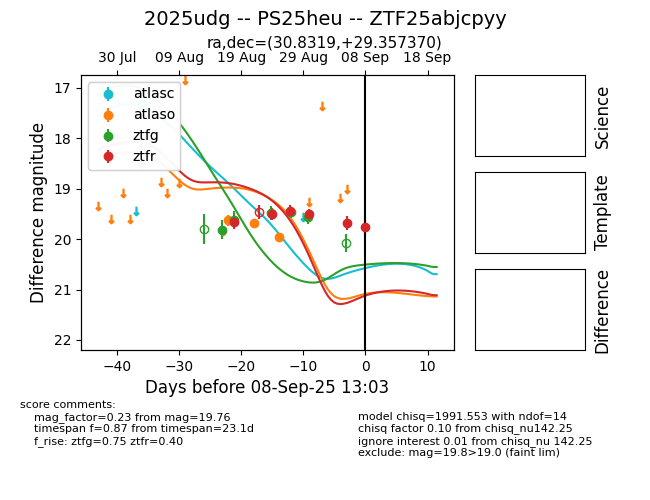 2025udg -- PS25heu -- ZTF25abjcpyy
ra,dec=(30.8319,+29.357370)
30 Jul 09 Aug 19 Aug 29 Aug 08 Sep 18 Sep
17
18
19
20
21
22
Difference magnitude
atlasc
atlaso
ztfg
ztfr
Science
Template
Difference
−40 −30 −20 −10 0 10
Days before 08-Sep-25 13:03
score comments:
mag_factor=0.23 from mag=19.76
timespan f=0.87 from timespan=23.1d
f_rise: ztfg=0.75 ztfr=0.40
model chisq=1991.553 with ndof=14
chisq factor 0.10 from chisq_nu142.25
ignore interest 0.01 from chisq_nu 142.25
exclude: mag=19.8>19.0 (faint lim)